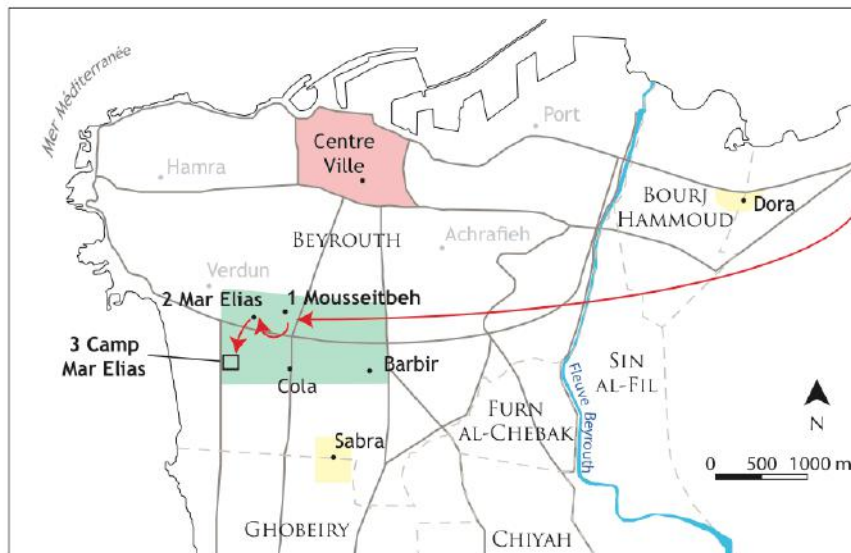 Mer Méditerranée
Port
Centre
Ville
Hamra
BOURJ
HAMMOUD
Dora
BEYROUTH
Achrafieh
Verdun
2 Mar Elias
1 Mousseitbeh
3 Camp
Mar Elias
Cola
Barbir
SIN
AL-FIL
Fleuve Beyrouth
FURN
AL-CHEBAK
N
Sabra
0 500 1000 m
GHOBEIRY
CHIYAH